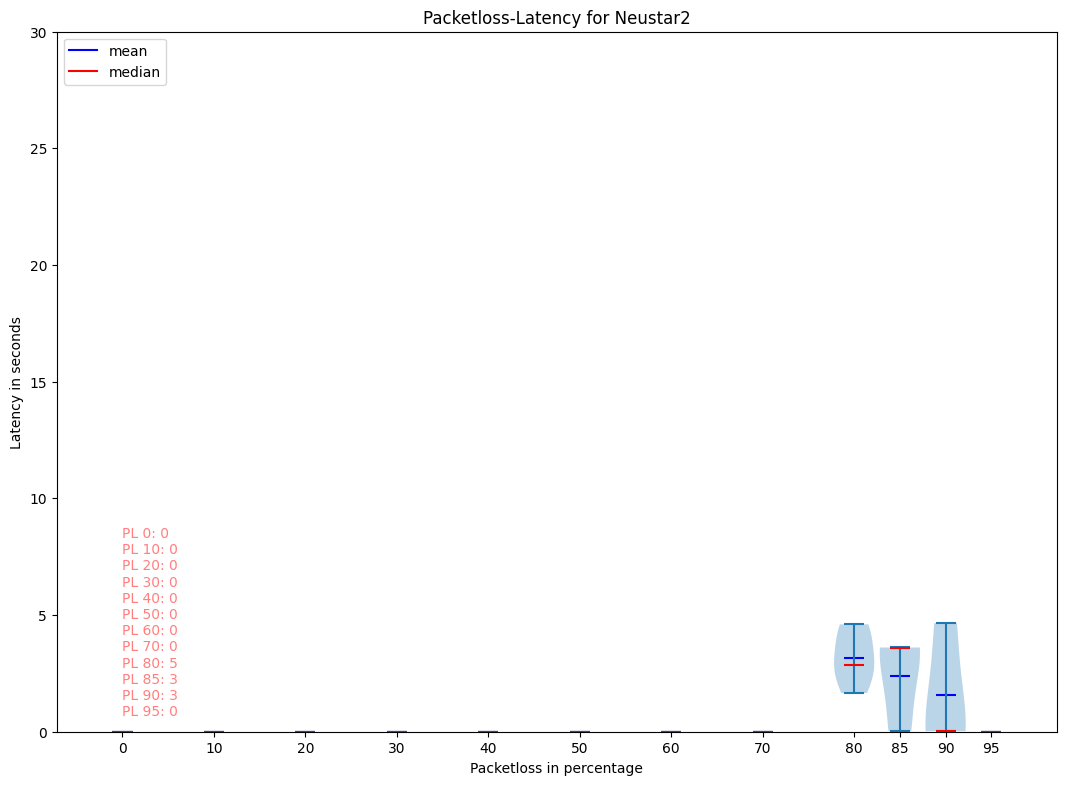 Packetloss-Latency for Neustar2
mean
median
30
25
20
15
10
5
0
Latency in seconds
PL 0: 0
PL 10: 0
PL 20: 0
PL 30: 0
PL 40: 0
PL 50: 0
PL 60: 0
PL 70: 0
PL 80: 5
PL 85: 3
PL 90: 3
PL 95: 0
0 10 20 30 40 50 60 70 80 85 90 95
Packetloss in percentage